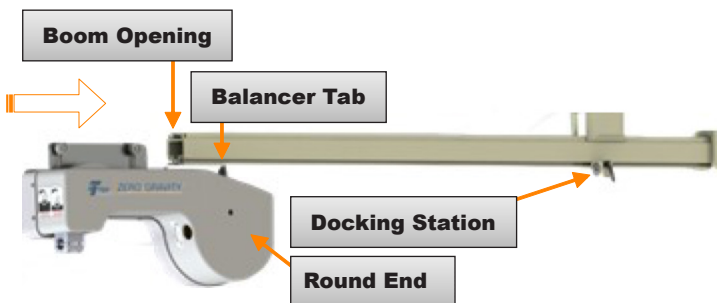 Boom Opening
Balancer Tab
ZERO GRAVITY
Docking Station
Round End